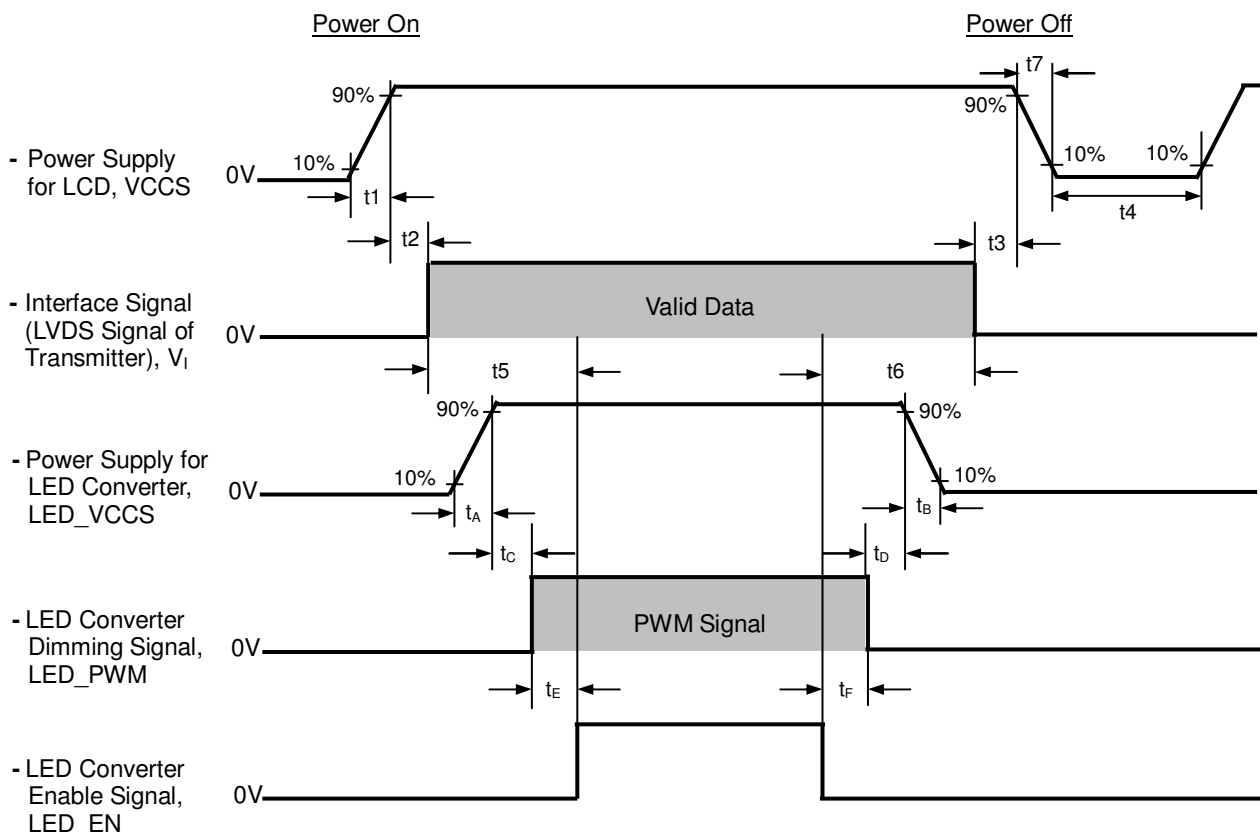 Power On
Power Off
t7
90%
90%
10%
10%
10%
- Power Supply
for LCD, VCCS
0V
t1
t4
t2
t3
- Interface Signal
(LVDS Signal of
Transmitter), VI
0V
Valid Data
t5
t6
90%
90%
- Power Supply for
LED Converter,
LED_VCCS
0V
10%
10%
tA
tB
tC
tD
- LED Converter
Dimming Signal,
LED_PWM
0V
PWM Signal
tE
tF
- LED Converter
Enable Signal,
LED_EN
0V